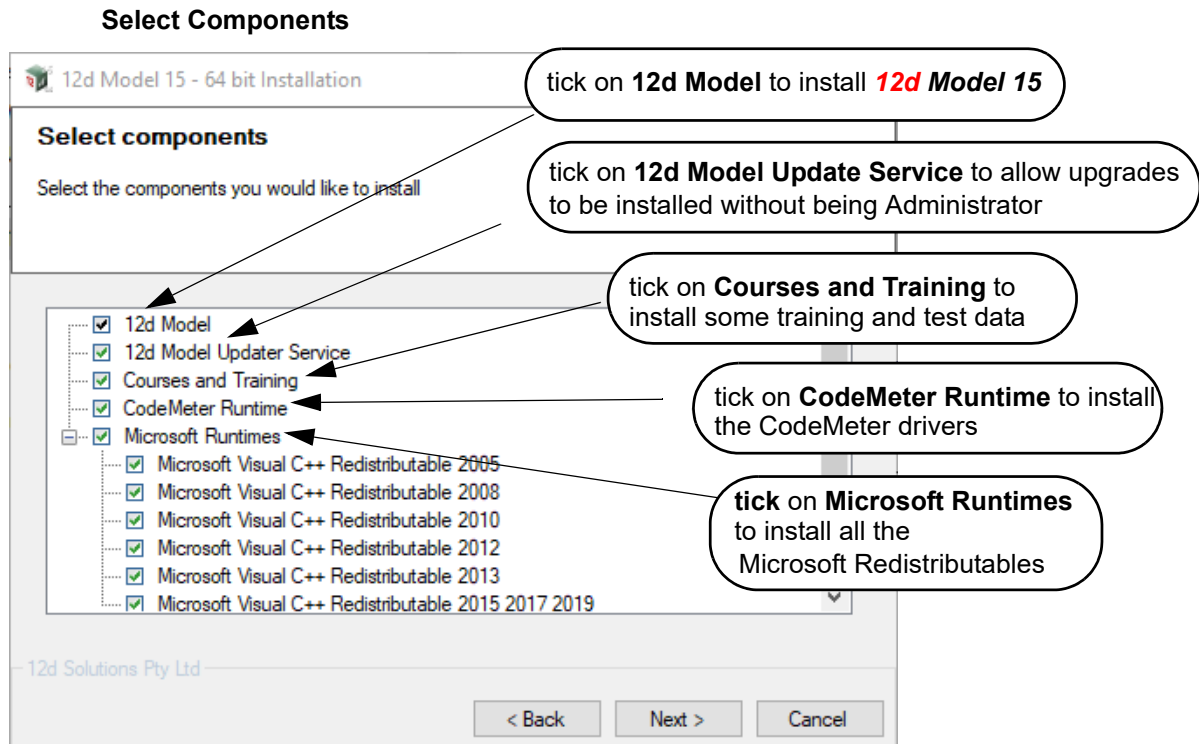 Select Components
12d Model 15 - 64 bit Installation
tick on 12d Model to install 12d Model 15
Select components
Select the components you would like to install
tick on 12d Model Update Service to allow upgrades
to be installed without being Administrator
tick on Courses and Training to
install some training and test data
12d Model
12d Model Updater Service
Courses and Training
CodeMeter Runtime
tick on CodeMeter Runtime to install
the CodeMeter drivers
Microsoft Runtimes
Microsoft Visual C++ Redistributable 2005
Microsoft Visual C++ Redistributable 2008
Microsoft Visual C++ Redistributable 2010
Microsoft Visual C++ Redistributable 2012
Microsoft Visual C++ Redistributable 2013
Microsoft Visual C++ Redistributable 2015 2017 2019
tick on Microsoft Runtimes
to install all the
Microsoft Redistributables
12d Solutions Pty Ltd
< Back
Next >
Cancel